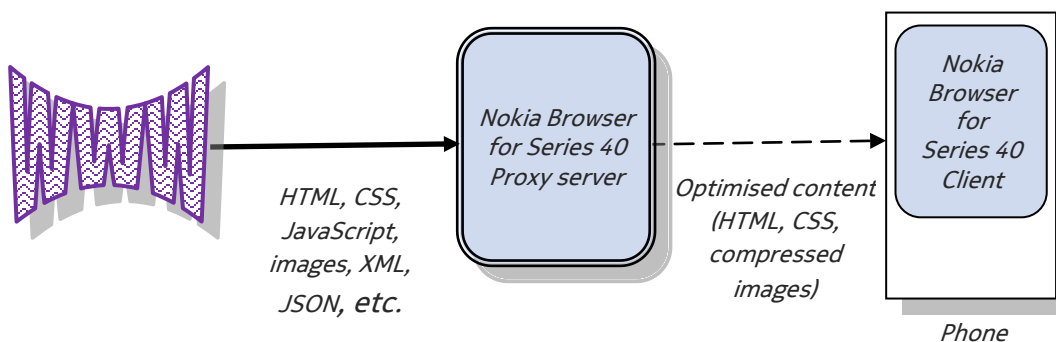 WWW
HTML, CSS,
JavaScript,
images, XML,
JSON, etc.
Nokia Browser
for Series 40
Proxy server
Optimised content
(HTML, CSS,
compressed
images)
Nokia
Browser
for
Series 40
Client
Phone